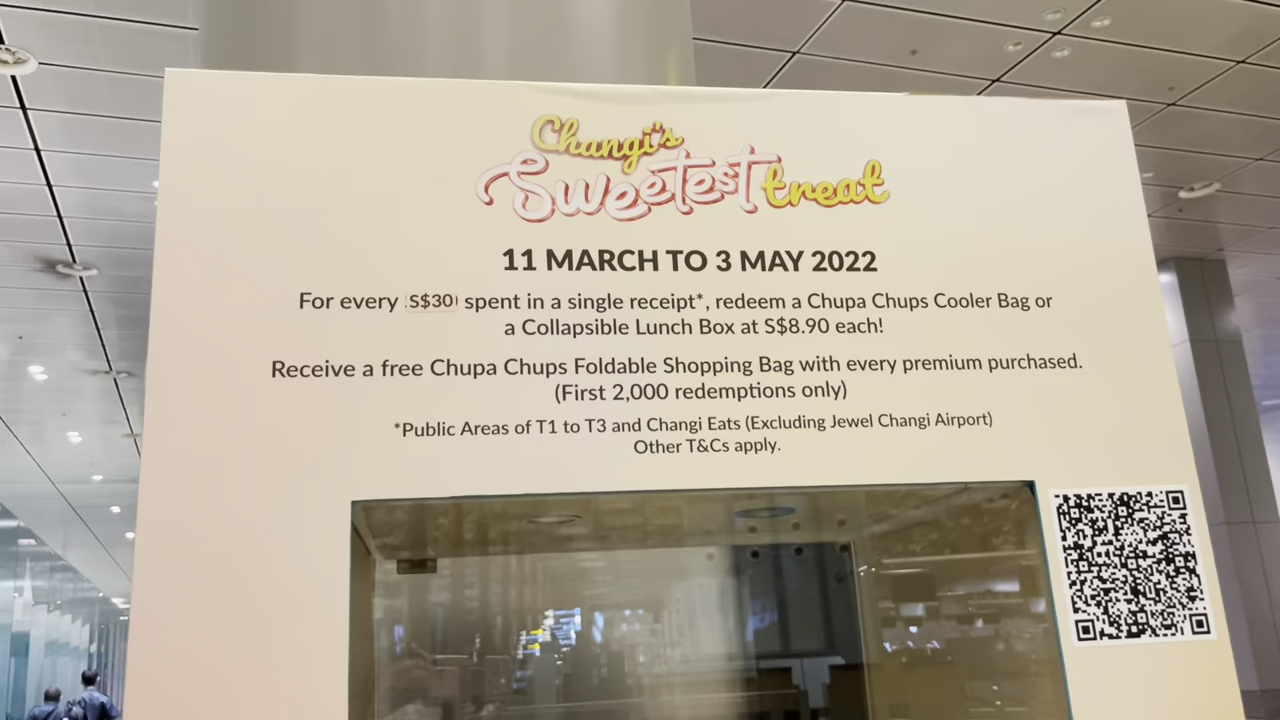 Changi's
Sweetest treat
11 MARCH TO 3 MAY 2022
For every S$30 spent in a single receipt*, redeem a Chupa Chups Cooler Bag or
a Collapsible Lunch Box at S$8.90 each!
Receive a free Chupa Chups Foldable Shopping Bag with every premium purchased.
(First 2,000 redemptions only)
*Public Areas of T1 to T3 and Changi Eats (Excluding Jewel Changi Airport)
Other T&Cs apply.